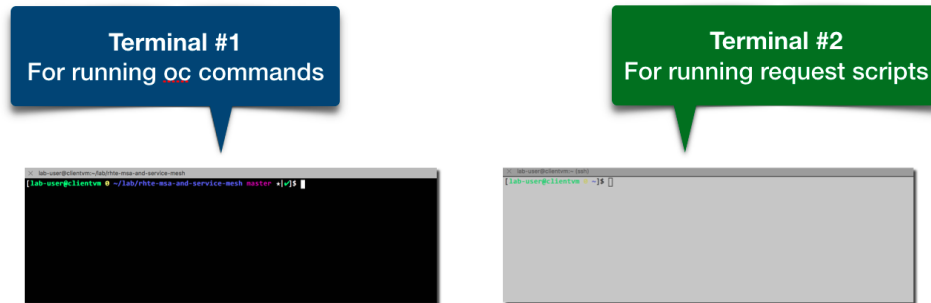 Terminal #1
For running oc commands
Terminal #2
For running request scripts
× lab-user@clientvm:~/lab/rhte-msa-and-service-mesh
[lab-user@clientvm 0 ~/lab/rhte-msa-and-service-mesh master ★|✔]$
× lab-user@clientvm:~ (ssh)
[lab-user@clientvm 0 ~]$